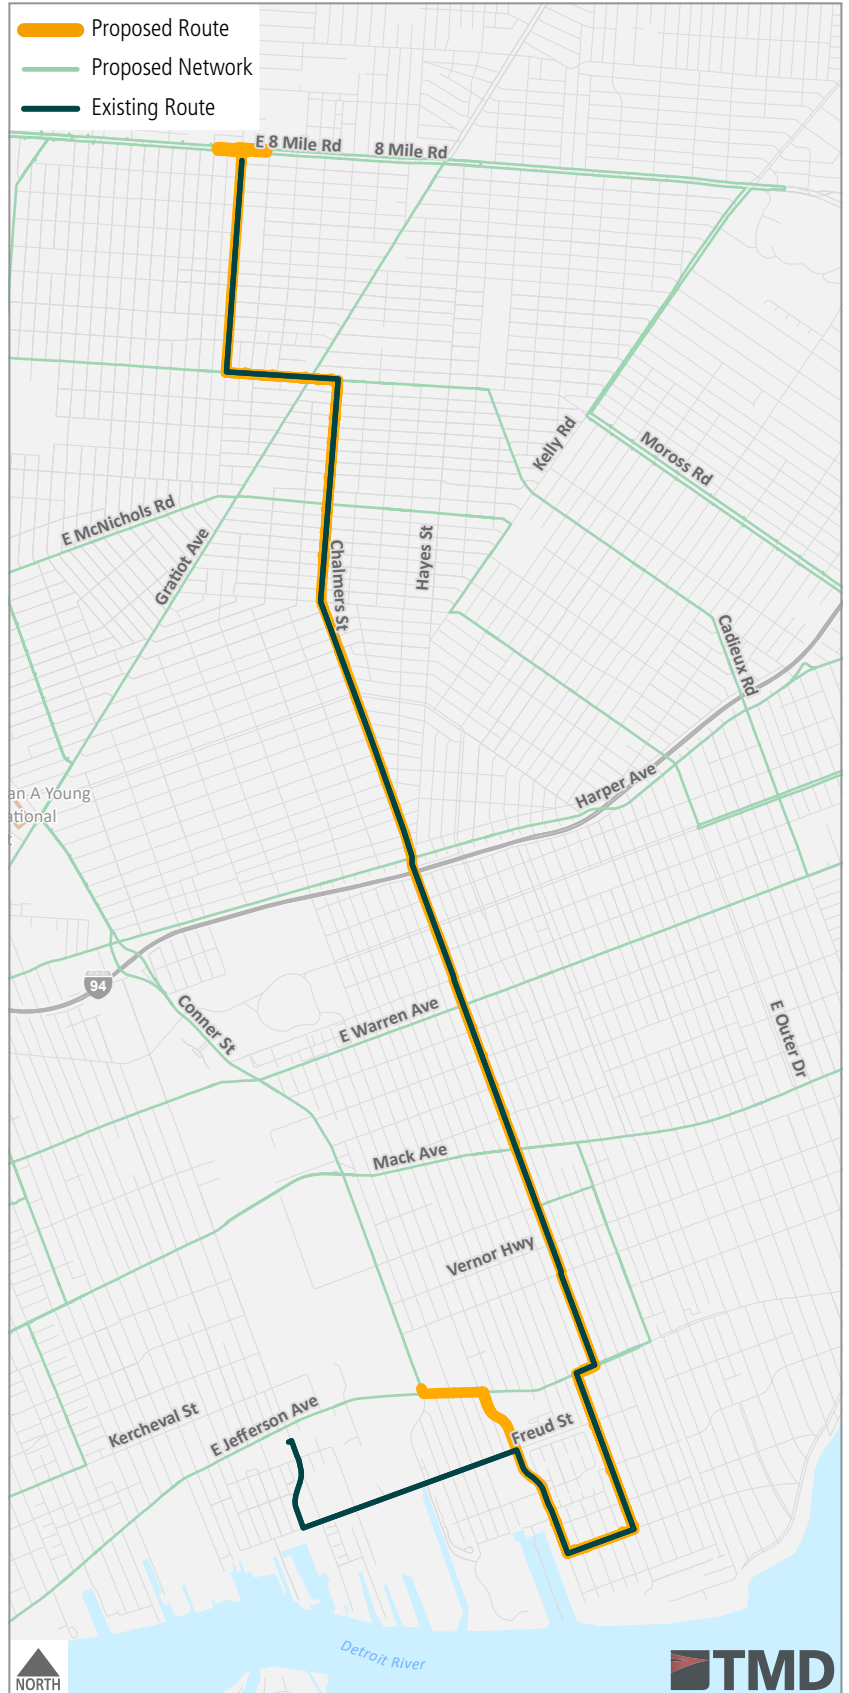 Proposed Route
Proposed Network
Existing Route
E 8 Mile Rd
8 Mile Rd
Kelly Rd
Moross Rd
E McNichols Rd
Gratiot Ave
Hayes St
Chalmers St
Cadieux Rd
an A Young
ational
Harper Ave
94
Conner St
E Warren Ave
E Outer Dr
Mack Ave
Vernor Hwy
Kercheval St
E Jefferson Ave
Freud St
Detroit River
NORTH
TMD